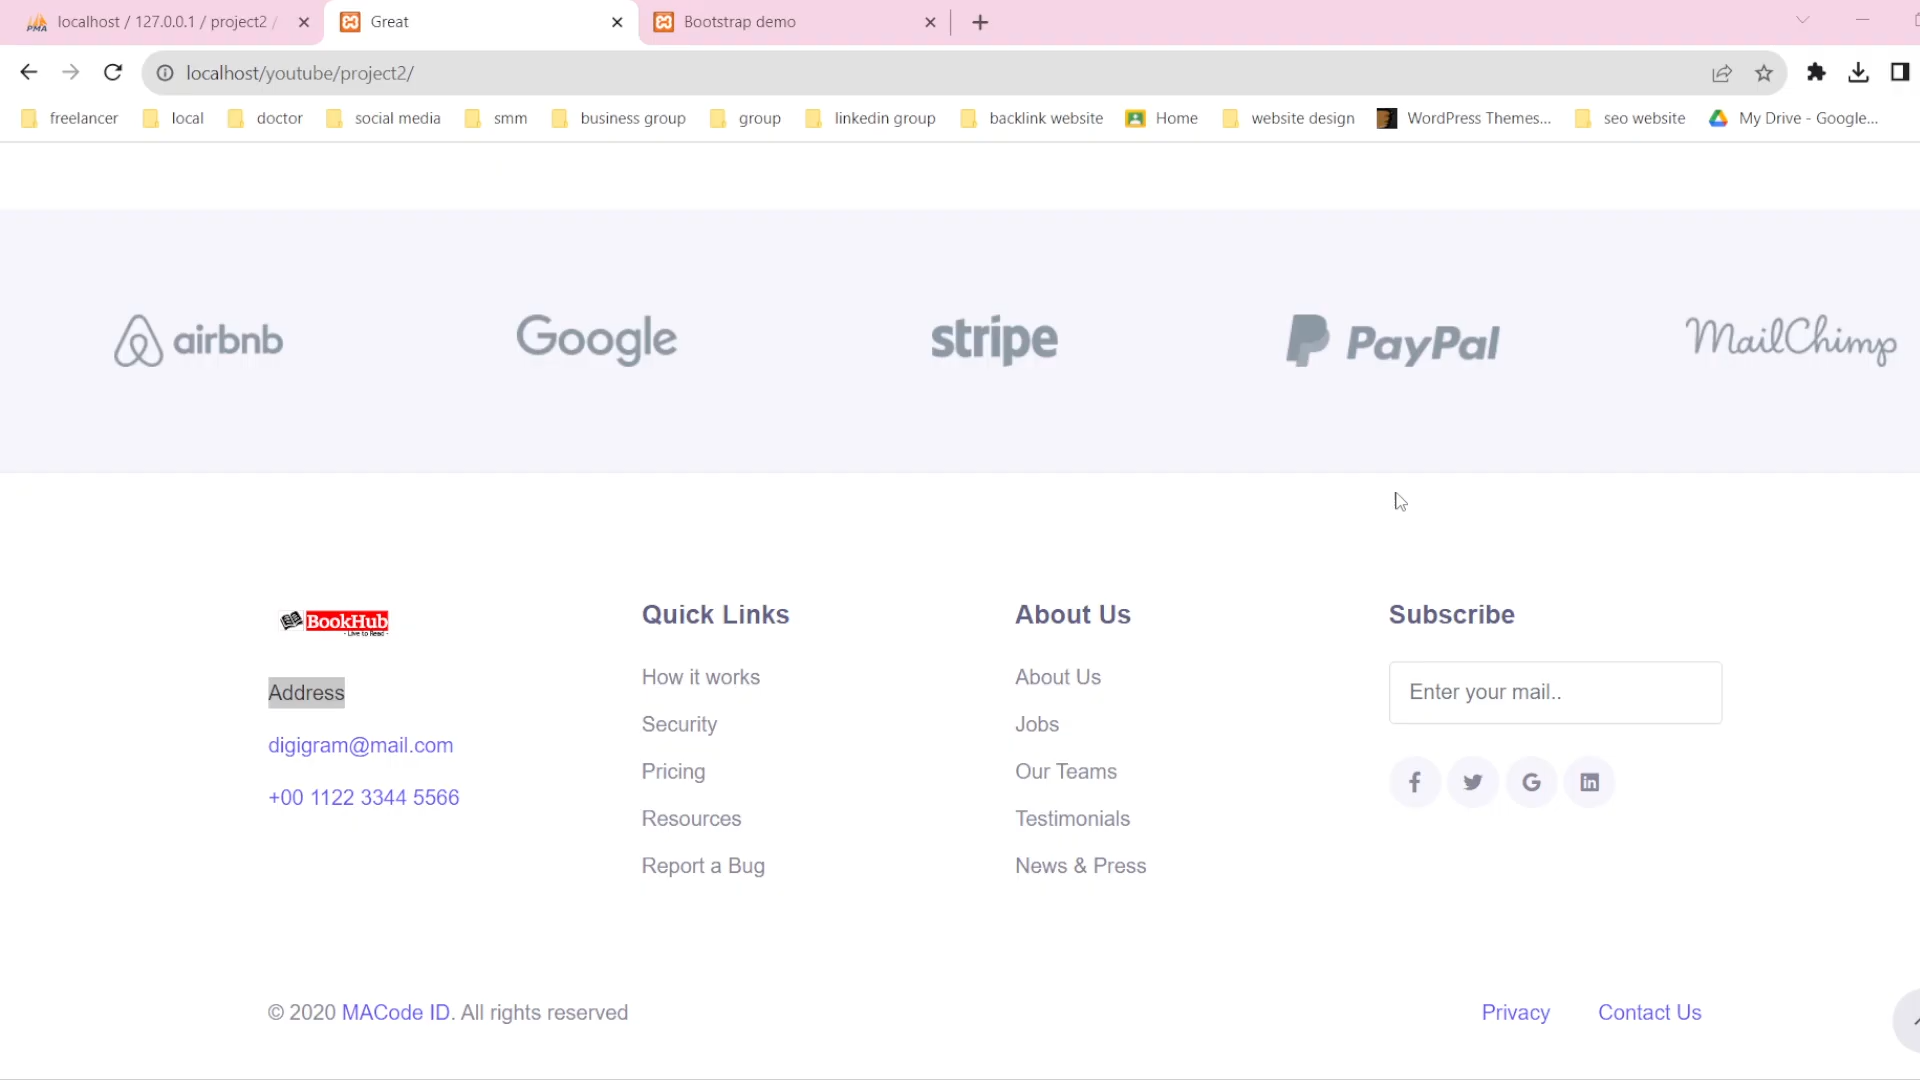 localhost / 127.0.0.1 / project2 /
Great
Bootstrap demo
localhost/youtube/project2/
freelancer
local
doctor
social media
smm
business group
group
linkedin group
backlink website
Home
website design
WordPress Themes...
seo website
My Drive - Google...
airbnb
Google
stripe
PayPal
MailChimp
BookHub
- Live to Read -
Address
digigram@mail.com
+00 1122 3344 5566
Quick Links
How it works
Security
Pricing
Resources
Report a Bug
About Us
About Us
Jobs
Our Teams
Testimonials
News & Press
Subscribe
Enter your mail..
© 2020 MACode ID. All rights reserved
Privacy
Contact Us